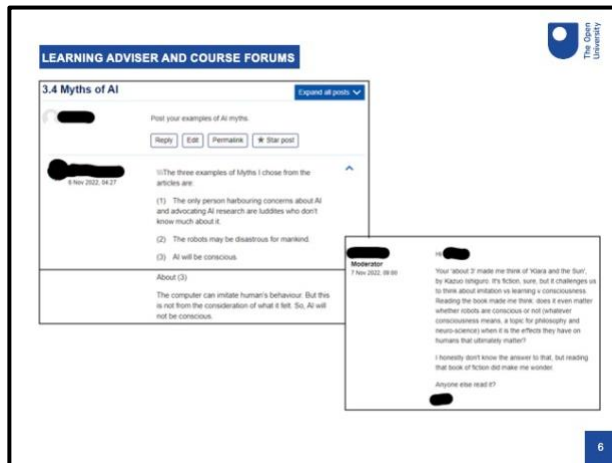 The Open
University
LEARNING ADVISER AND COURSE FORUMS
3.4 Myths of AI
Expand all posts
Post your examples of AI myths.
Reply Edit Permalink ★ Star post
6 Nov 2022, 04:27
\\\The three examples of Myths I chose from the
articles are:
(1) The only person harbouring concerns about AI
and advocating AI research are luddites who don't
know much about it.
(2) The robots may be disastrous for mankind.
(3) AI will be conscious.
About (3)
The computer can imitate human's behaviour. But this
is not from the consideration of what it felt. So, AI will
not be conscious.
Moderator
7 Nov 2022, 08:00
Hi
Your 'about 3' made me think of 'Kiara and the Sun',
by Kazuo Ishiguro. It's fiction, sure, but it challenges us
to think about imitation vs learning v consciousness.
Reading the book made me think: does it even matter
whether robots are conscious or not (whatever
consciousness means, a topic for philosophy and
neuro-science) when it is the effects they have on
humans that ultimately matter?
I honestly don't know the answer to that, but reading
that book of fiction did make me wonder.
Anyone else read it?
6